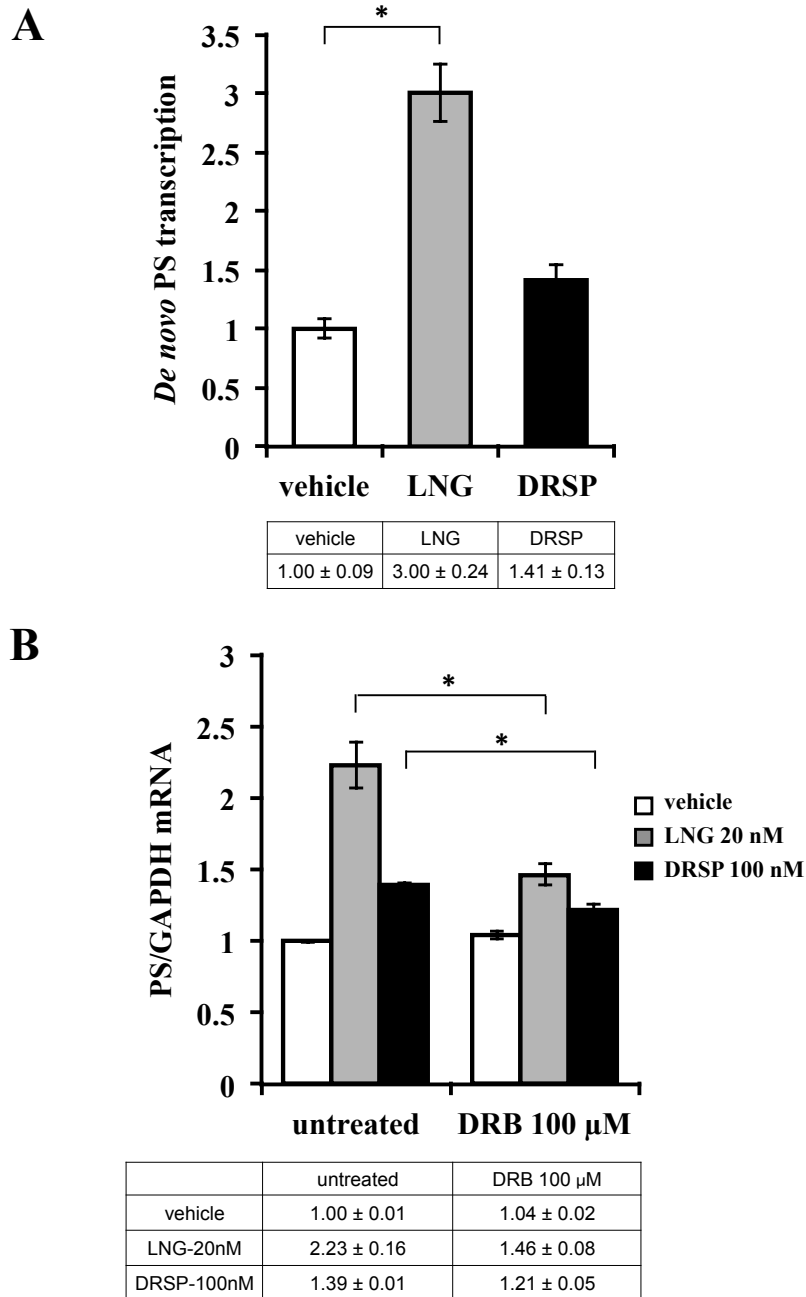 A
De novo PS transcription
3.5
3
2.5
2
1.5
1
0.5
0
*
vehicle LNG DRSP
vehicle LNG DRSP
1.00 ± 0.09 3.00 ± 0.24 1.41 ± 0.13
B
PS/GAPDH mRNA
3
2.5
2
1.5
1
0.5
0
*
*
vehicle
LNG 20 nM
DRSP 100 nM
untreated DRB 100 µM
untreated DRB 100 µM
vehicle 1.00 ± 0.01 1.04 ± 0.02
LNG-20nM 2.23 ± 0.16 1.46 ± 0.08
DRSP-100nM 1.39 ± 0.01 1.21 ± 0.05